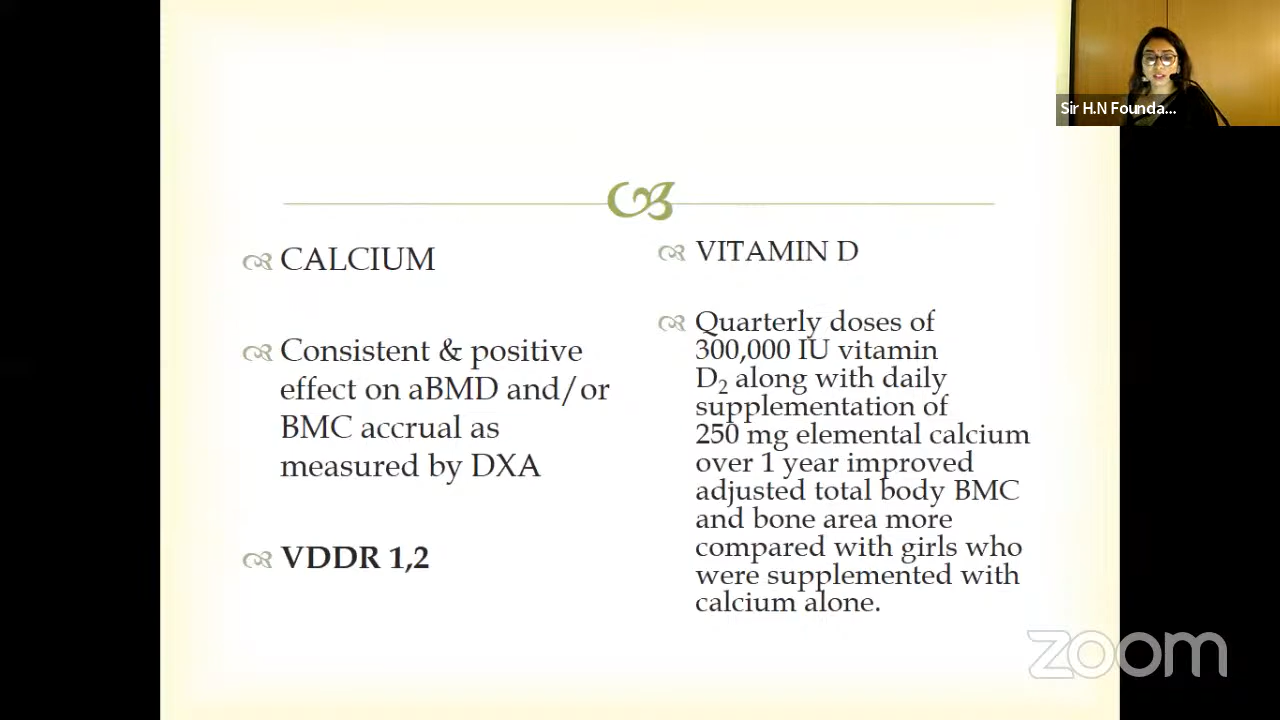 Sir H.N Founda...
CALCIUM
Consistent & positive
effect on aBMD and/or
BMC accrual as
measured by DXA
VDDR 1,2
VITAMIN D
Quarterly doses of
300,000 IU vitamin
D₂ along with daily
supplementation of
250 mg elemental calcium
over 1 year improved
adjusted total body BMC
and bone area more
compared with girls who
were supplemented with
calcium alone.
zoom